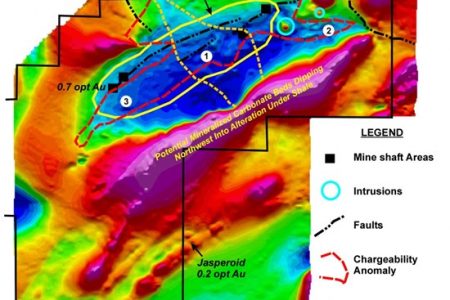 2
1
0.7 opt Au
3
Potential Mineralized Carbonate Beds Dipping
Northwest Into Alteration Under Shale
Jasperoid
0.2 opt Au
LEGEND
Mine shaft Areas
Intrusions
Faults
Chargeability
Anomaly